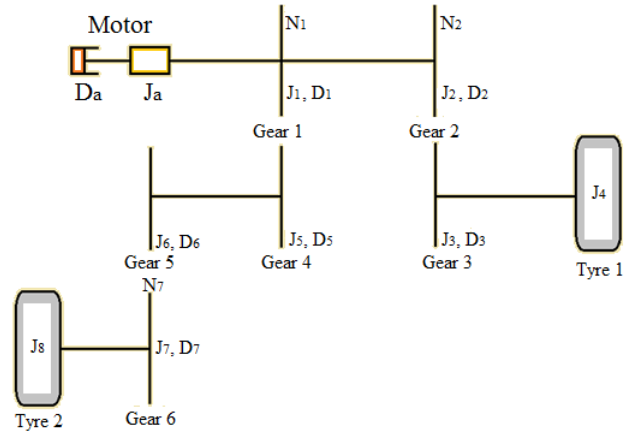 Motor
N1
N2
Da
Ja
J1, D1
J2, D2
Gear 1
Gear 2
J4
J6, D6
J5, D5
J3, D3
Gear 5
Gear 4
Gear 3
Tyre 1
N7
J8
J7, D7
Tyre 2
Gear 6